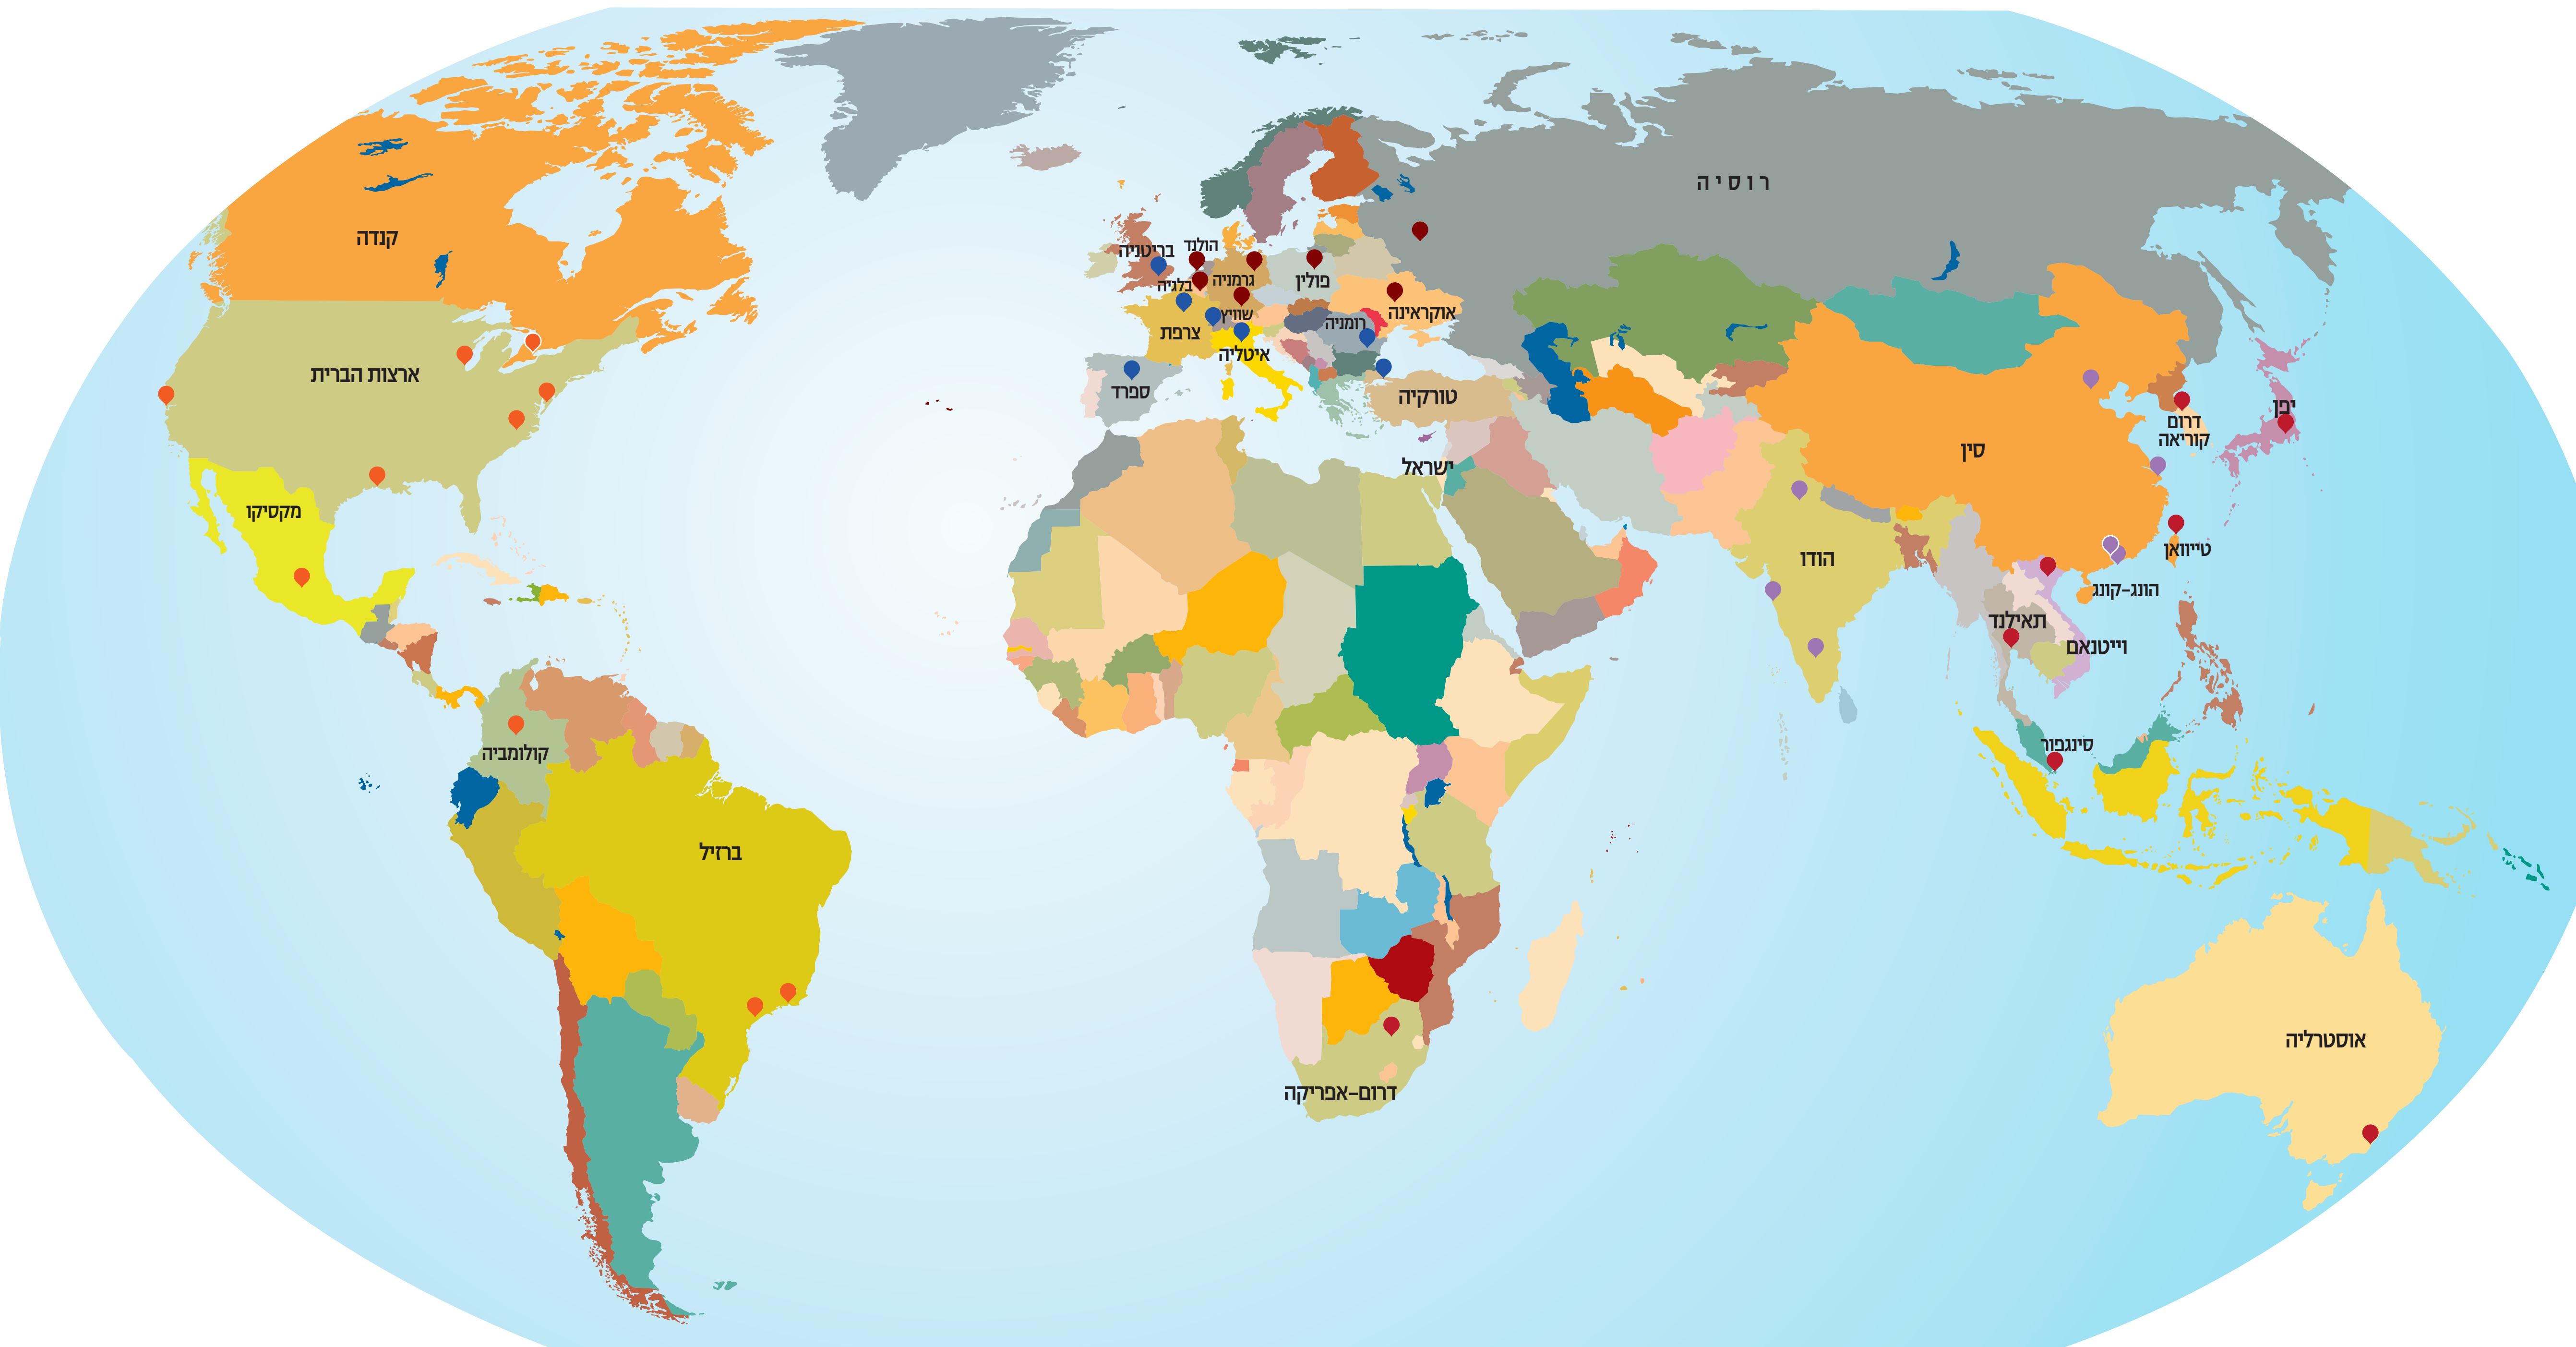 רוסיה
קנדה
הולנד
בריטניה
גרמניה
פולין
בלגיה
שוויץ
רומניה
אוקראינה
צרפת
איטליה
ארצות הברית
ספרד
טורקיה
יפן
דרום
קוריאה
סין
ישראל
מקסיקו
טייוואן
הודו
הונג-קונג
תאילנד
וייטנאם
סינגפור
קולומביה
ברזיל
אוסטרליה
דרום-אפריקה